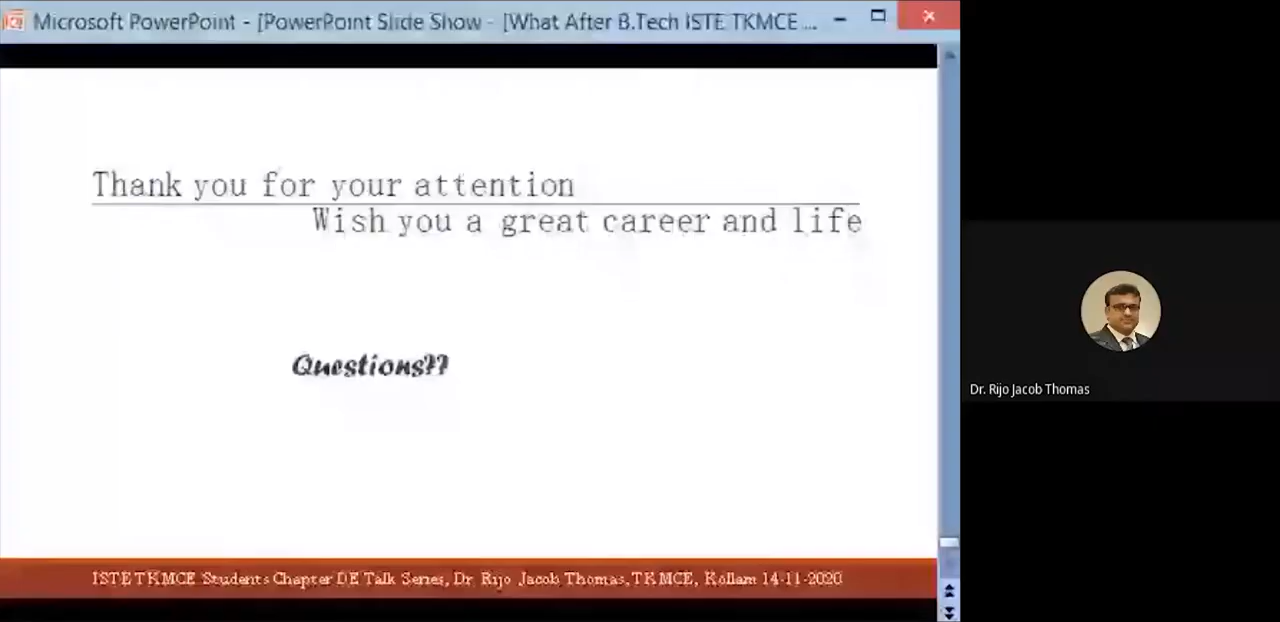 Microsoft PowerPoint - [PowerPoint Slide Show - [What After B.Tech ISTE TKMCE ...
Thank you for your attention
Wish you a great career and life
Questions??
Dr. Rijo Jacob Thomas
ISTE TKMCE Students Chapter DE Talk Series, Dr. Rijo Jacob Thomas, TKMCE, Kollam 14-11-2020